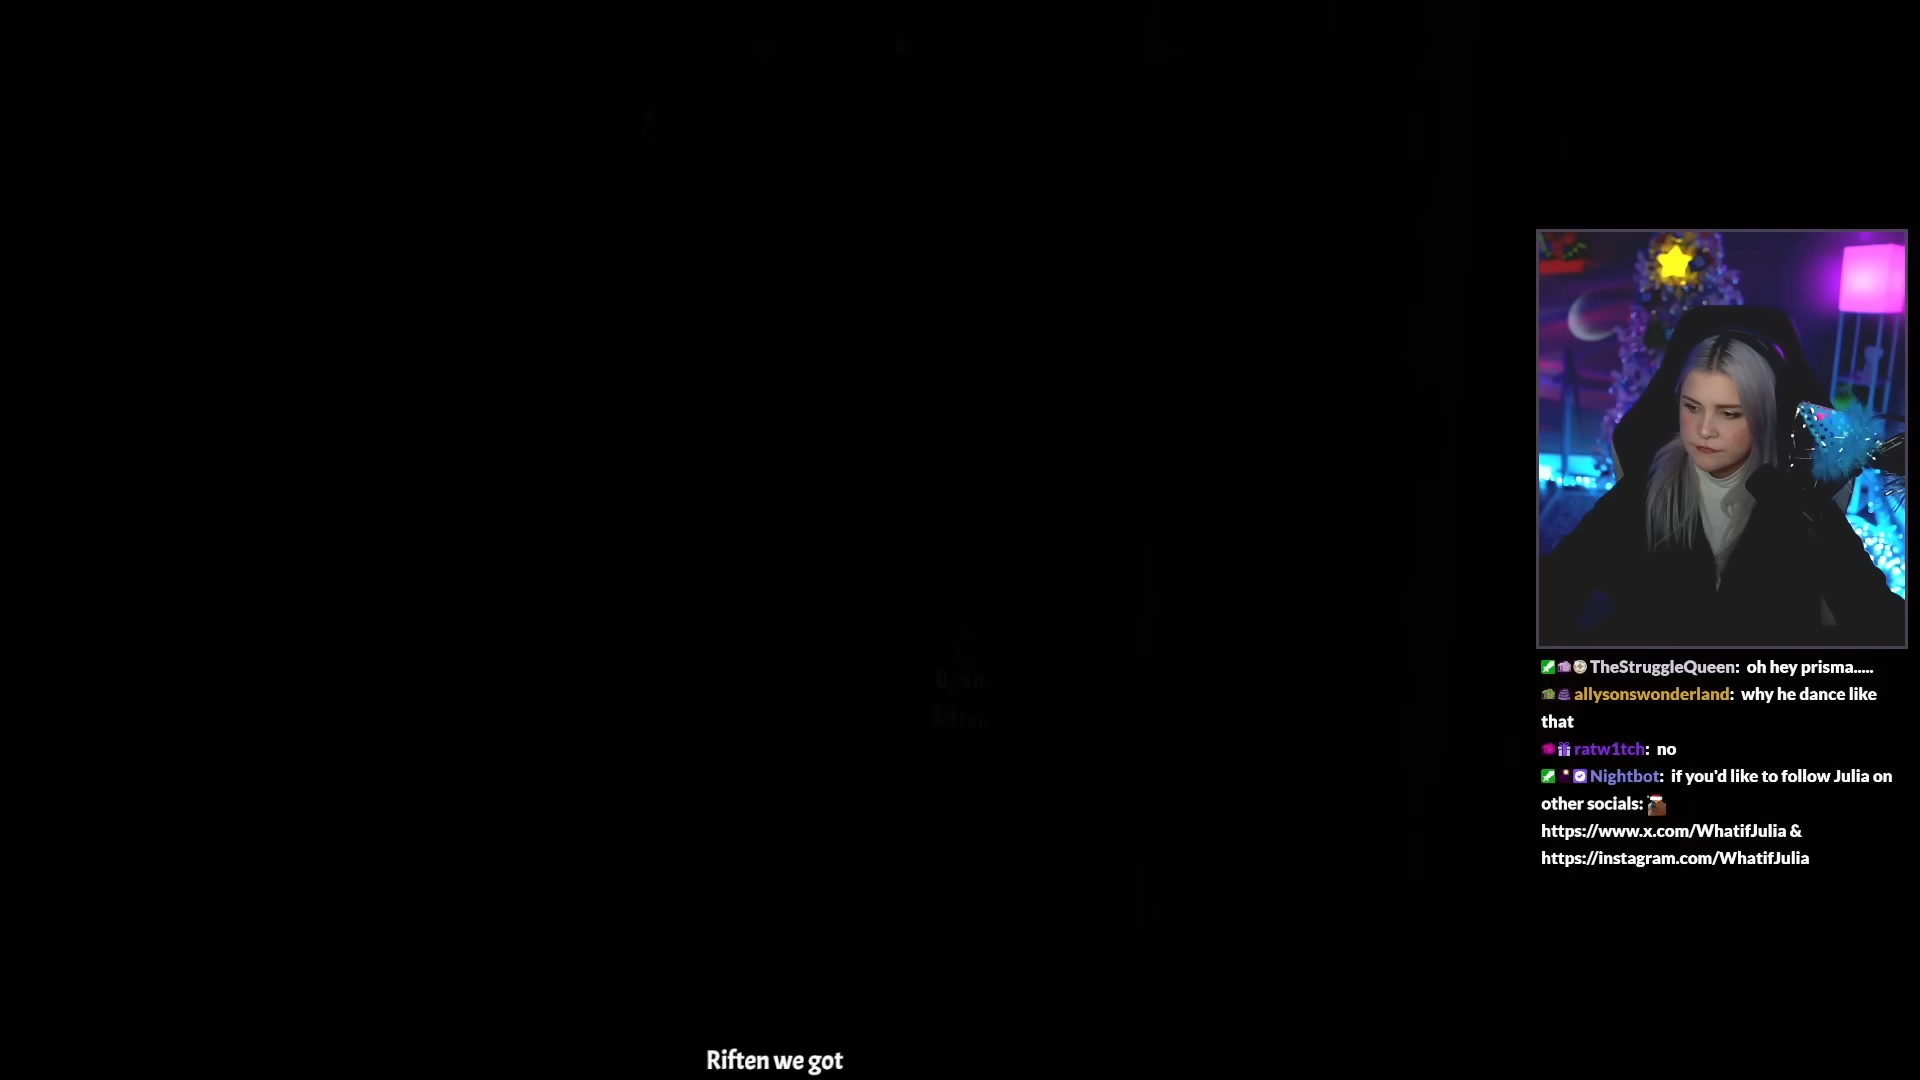 TheStruggleQueen: oh hey prisma.....
allysonswonderland: why he dance like
that
ratw1tch: no
Nightbot: if you'd like to follow Julia on
other socials:
https://www.x.com/WhatifJulia &
https://instagram.com/WhatifJulia
Riften we got